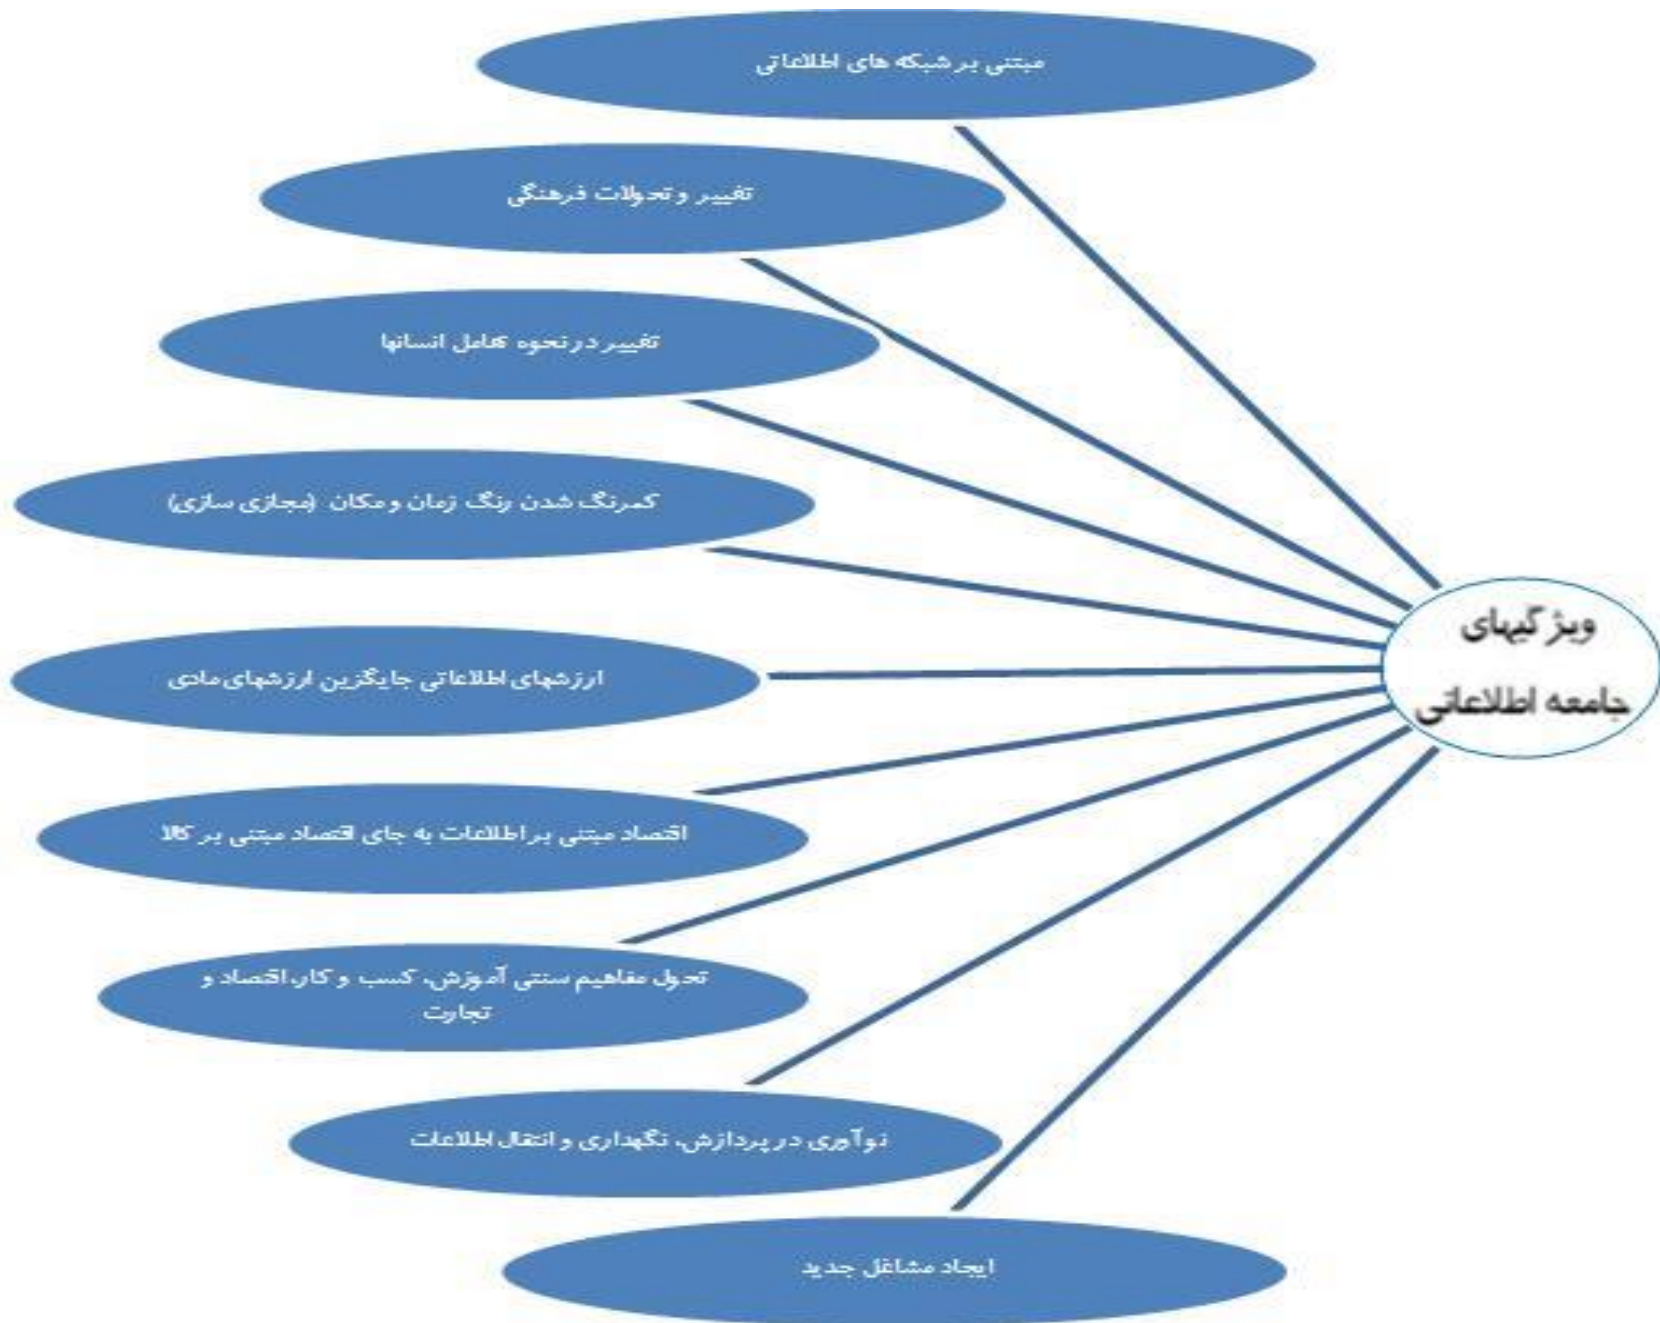 مبتنی بر شبکه های اطلاعاتی
تغییر و تحولات فرهنگی
تغییر در نحوه تعامل انسانها
کمرنگ شدن رنگ زمان و مکان (مجازی سازی)
ویژگیهای
جامعه اطلاعاتی
ارزشهای اطلاعاتی جایگزین ارزشهای مادی
اقتصاد مبتنی بر اطلاعات به جای اقتصاد مبتنی بر کالا
تحول مفاهیم سنتی آموزش، کسب و کار، اقتصاد و
تجارت
نوآوری در پردازش، نگهداری و انتقال اطلاعات
ایجاد مشاغل جدید